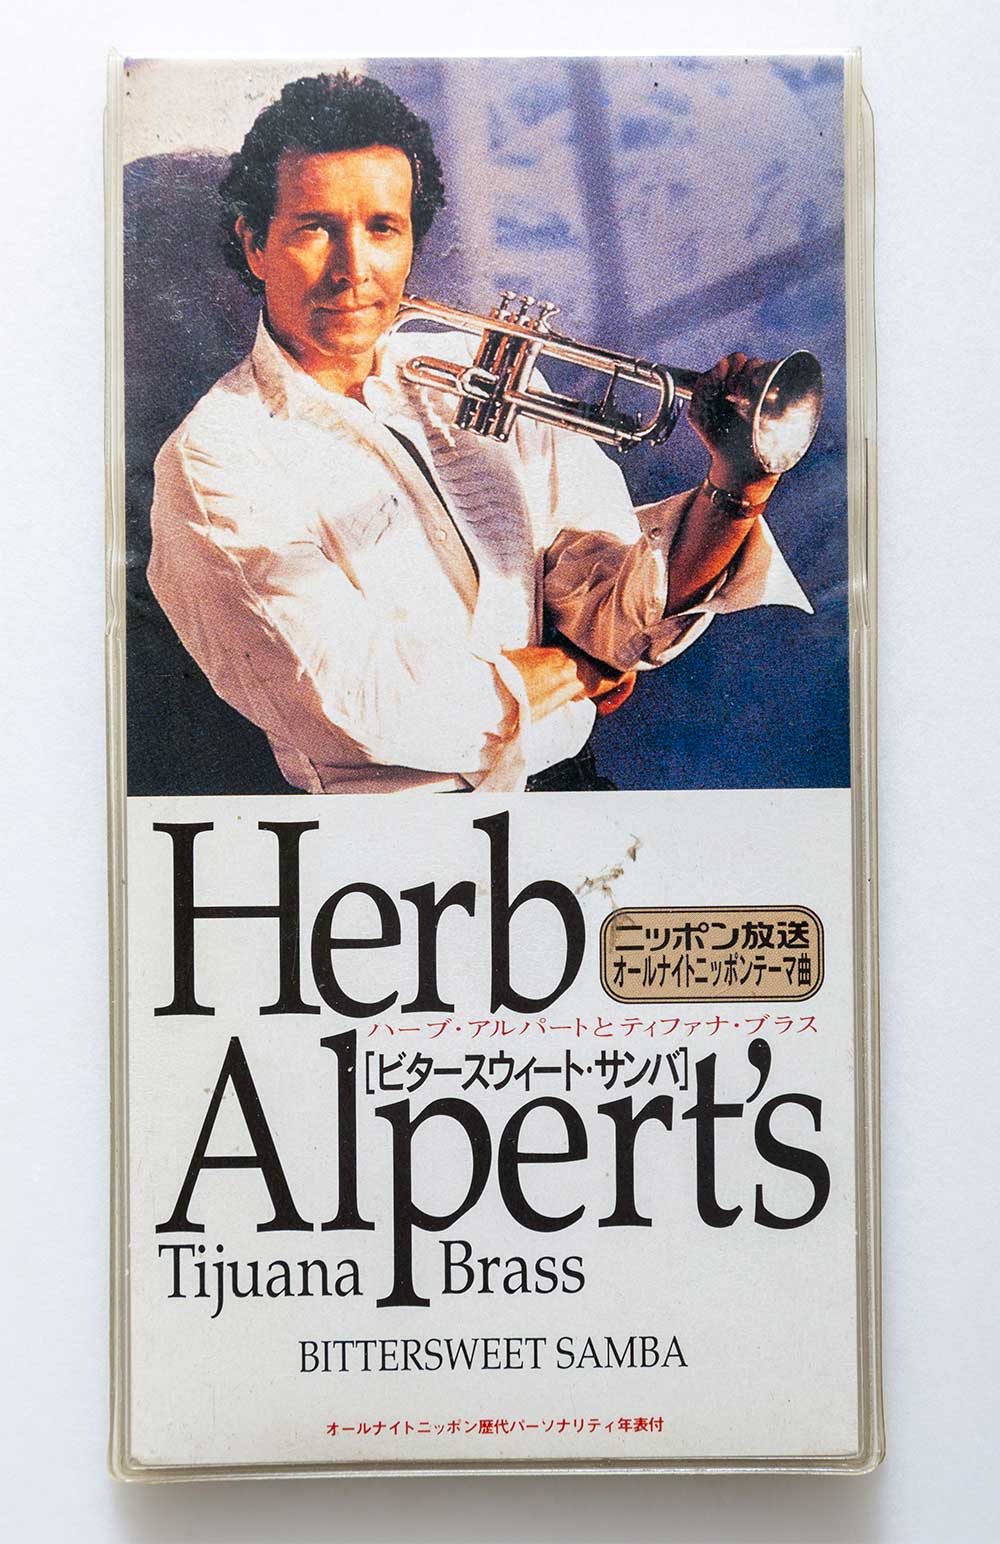 Herb
ニッポン放送
オールナイトニッポンテーマ曲
ハーブ・アルパートとティファナ・ブラス
[ビタースウィート・サンバ]
Alpert's
Tijuana Brass
BITTERSWEET SAMBA
オールナイトニッポン歴代パーソナリティ年表付